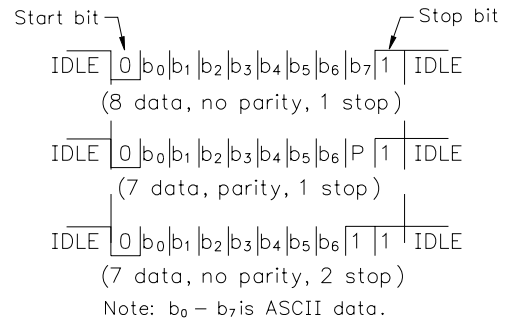 Start bit Stop bit
IDLE 0 b₀ b₁ b₂ b₃ b₄ b₅ b₆ b₇ 1 IDLE
(8 data, no parity, 1 stop)
IDLE 0 b₀ b₁ b₂ b₃ b₄ b₅ b₆ P 1 IDLE
(7 data, parity, 1 stop)
IDLE 0 b₀ b₁ b₂ b₃ b₄ b₅ b₆ 1 1 IDLE
(7 data, no parity, 2 stop)
Note: b₀ – b₇ is ASCII data.